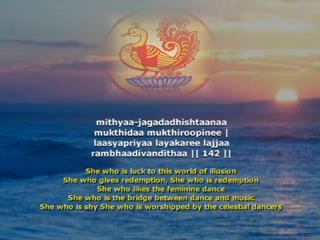 mithyaa-jagadadhishtaanaa
mukthidaa mukthiroopinee |
laasyapriyaa layakaree lajjaa
rambhaadivandithaa || 142 ||
She who is luck to this world of illusion
She who gives redemption, She who is redemption
She who likes the feminine dance
She who is the bridge between dance and music
She who is shy She who is worshipped by the celestial dancers